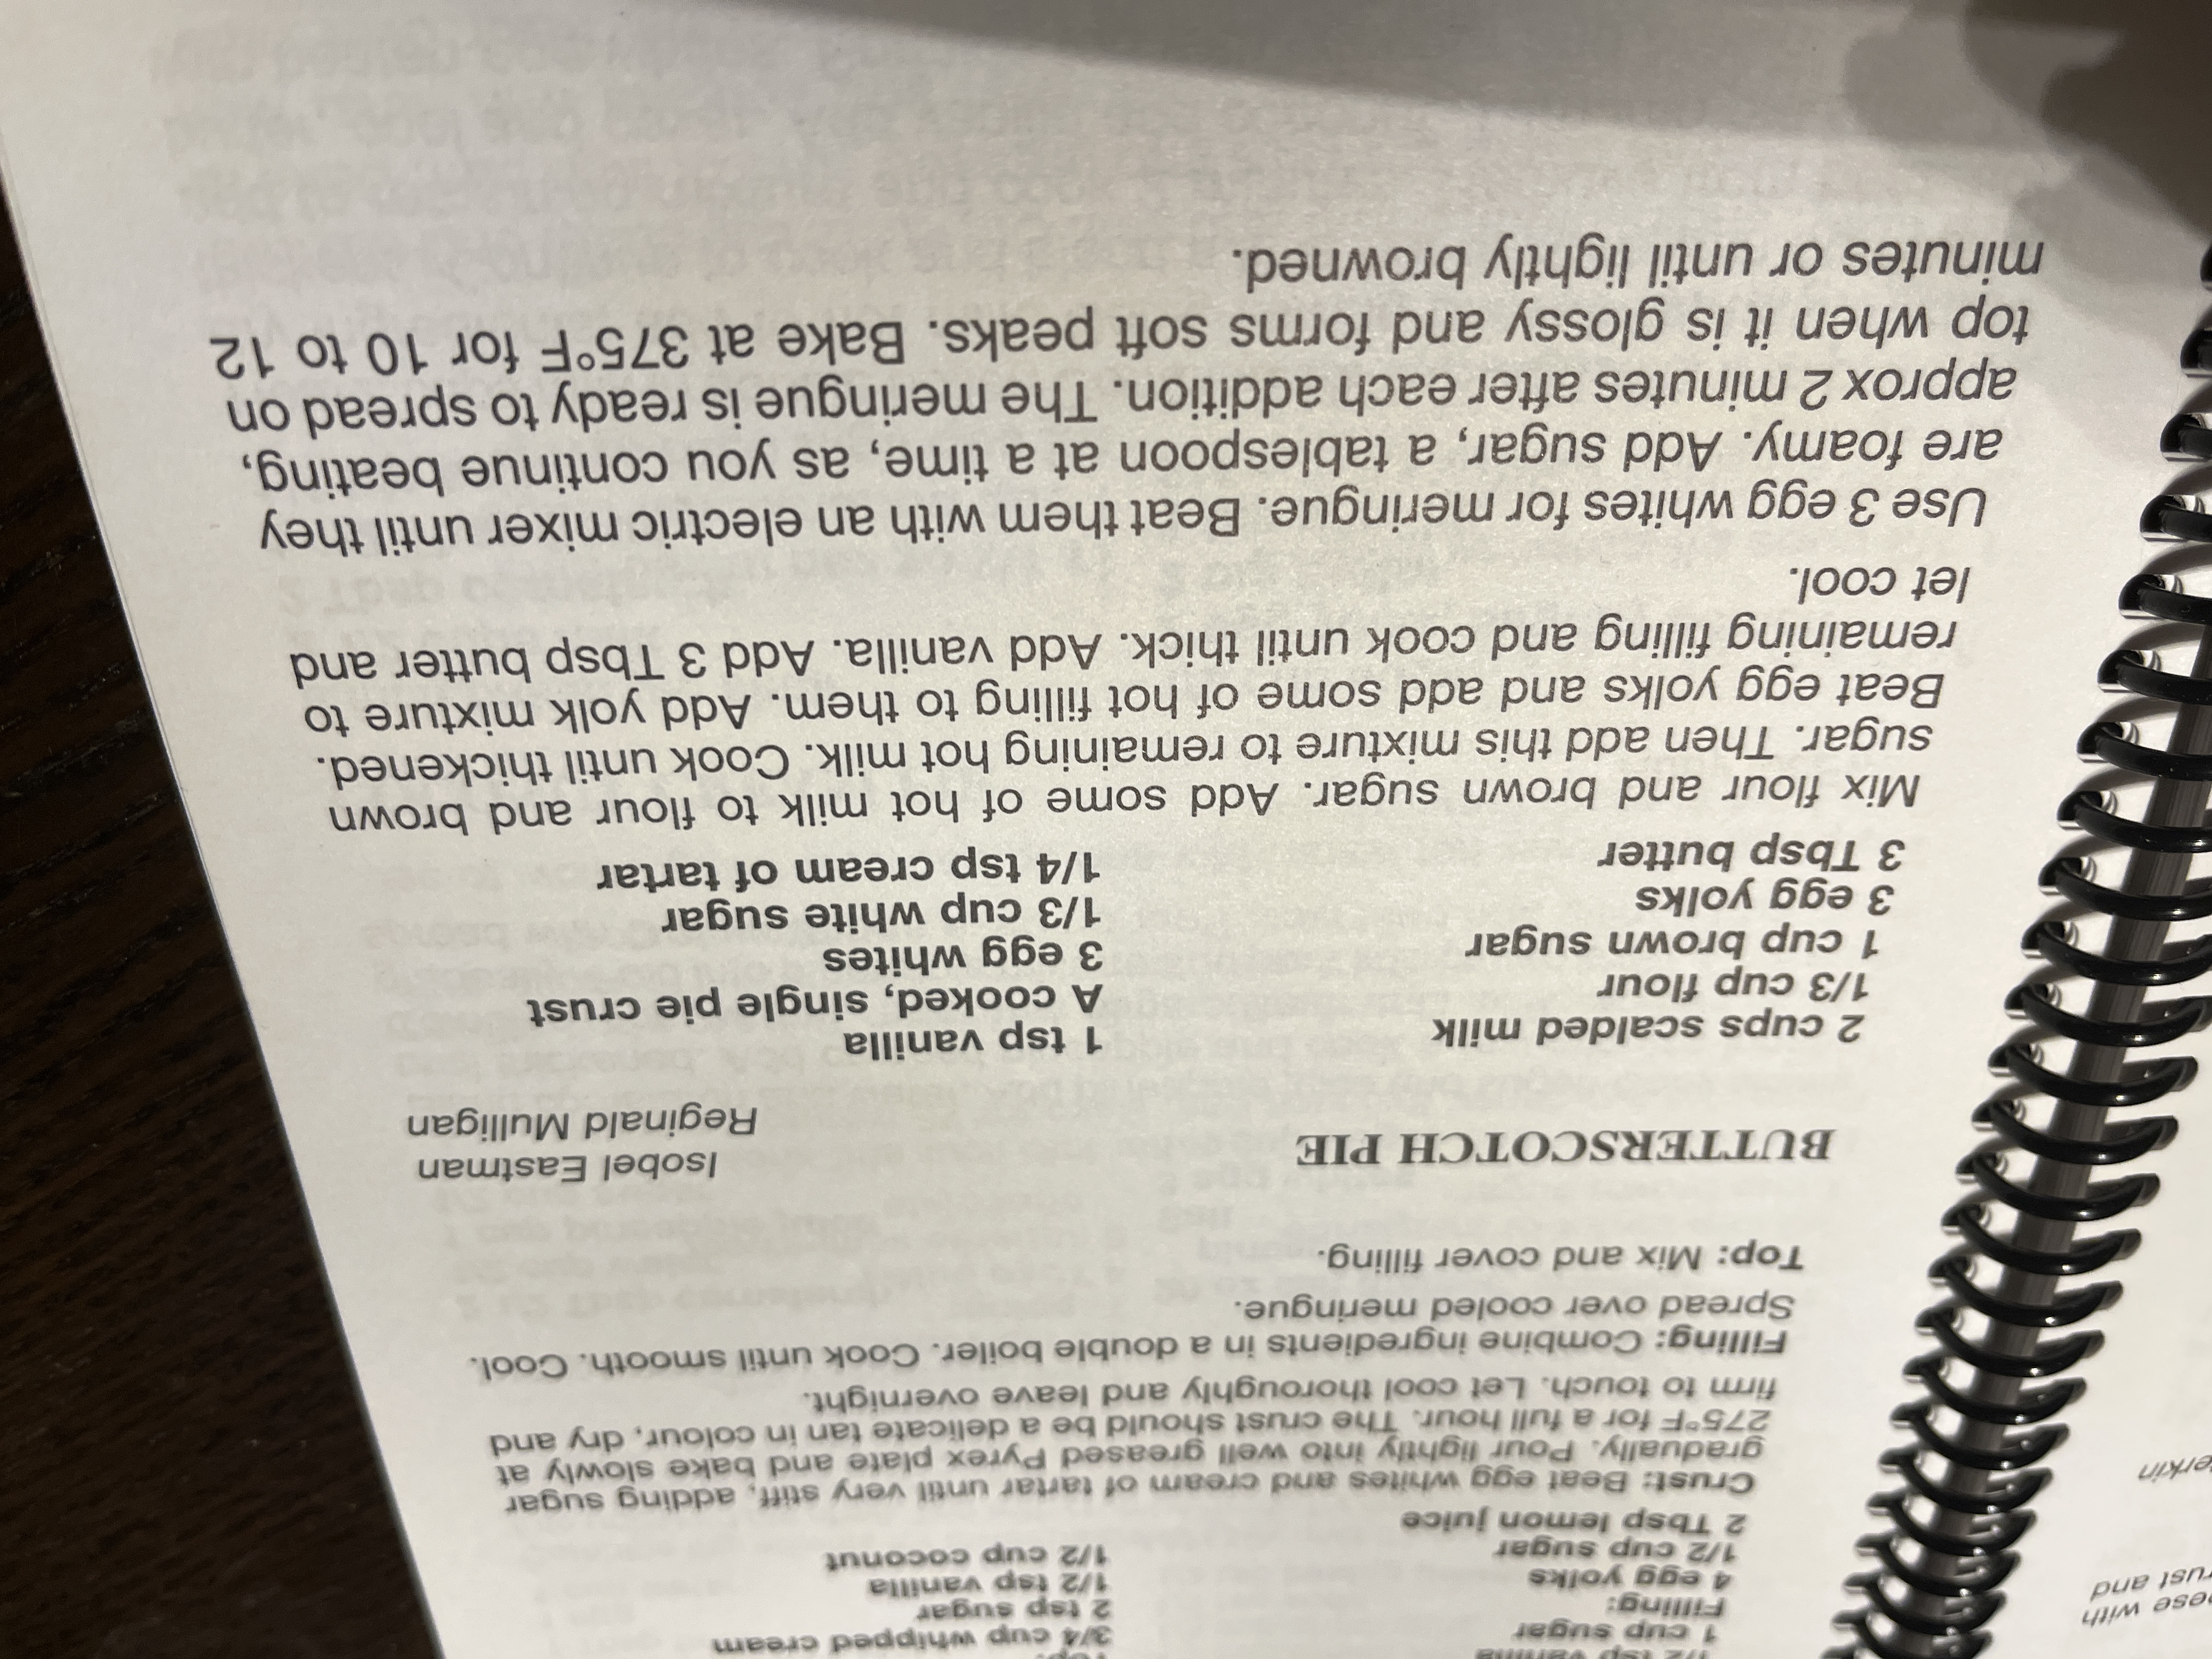 1/2 tsp vanilla
1 cup sugar
Filling:
4 egg yolks
1/2 cup sugar
2 Tbsp lemon juice
3/4 cup whipped cream
2 tsp sugar
1/2 tsp vanilla
1/2 cup coconut
Crust: Beat egg whites and cream of tartar until very stiff, adding sugar
gradually. Pour lightly into well greased Pyrex plate and bake slowly at
275°F for a full hour. The crust should be a delicate tan in colour, dry and
firm to touch. Let cool thoroughly and leave overnight.
Filling: Combine ingredients in a double boiler. Cook until smooth. Cool.
Spread over cooled meringue.
Top: Mix and cover filling.
BUTTERSCOTCH PIE
Isobel Eastman
Reginald Mulligan
2 cups scalded milk
1/3 cup flour
1 cup brown sugar
3 egg yolks
3 Tbsp butter
1 tsp vanilla
A cooked, single pie crust
3 egg whites
1/3 cup white sugar
1/4 tsp cream of tartar
Mix flour and brown sugar. Add some of hot milk to flour and brown
sugar. Then add this mixture to remaining hot milk. Cook until thickened.
Beat egg yolks and add some of hot filling to them. Add yolk mixture to
remaining filling and cook until thick. Add vanilla. Add 3 Tbsp butter and
let cool.
Use 3 egg whites for meringue. Beat them with an electric mixer until they
are foamy. Add sugar, a tablespoon at a time, as you continue beating,
approx 2 minutes after each addition. The meringue is ready to spread on
top when it is glossy and forms soft peaks. Bake at 375°F for 10 to 12
minutes or until lightly browned.
with
and